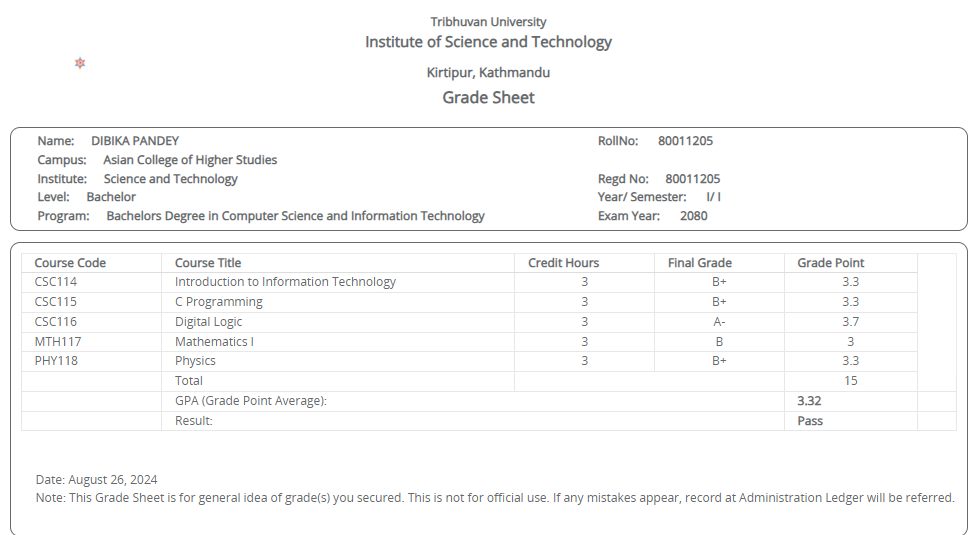 Tribhuvan University
Institute of Science and Technology
Kirtipur, Kathmandu
Grade Sheet
Name: DIBIKA PANDEY RollNo: 80011205
Campus: Asian College of Higher Studies
Institute: Science and Technology Regd No: 80011205
Level: Bachelor Year/ Semester: I/ I
Program: Bachelors Degree in Computer Science and Information Technology Exam Year: 2080
Course Code Course Title Credit Hours Final Grade Grade Point
CSC114 Introduction to Information Technology 3 B+ 3.3
CSC115 C Programming 3 B+ 3.3
CSC116 Digital Logic 3 A- 3.7
MTH117 Mathematics I 3 B 3
PHY118 Physics 3 B+ 3.3
Total 15
GPA (Grade Point Average): 3.32
Result: Pass
Date: August 26, 2024
Note: This Grade Sheet is for general idea of grade(s) you secured. This is not for official use. If any mistakes appear, record at Administration Ledger will be referred.